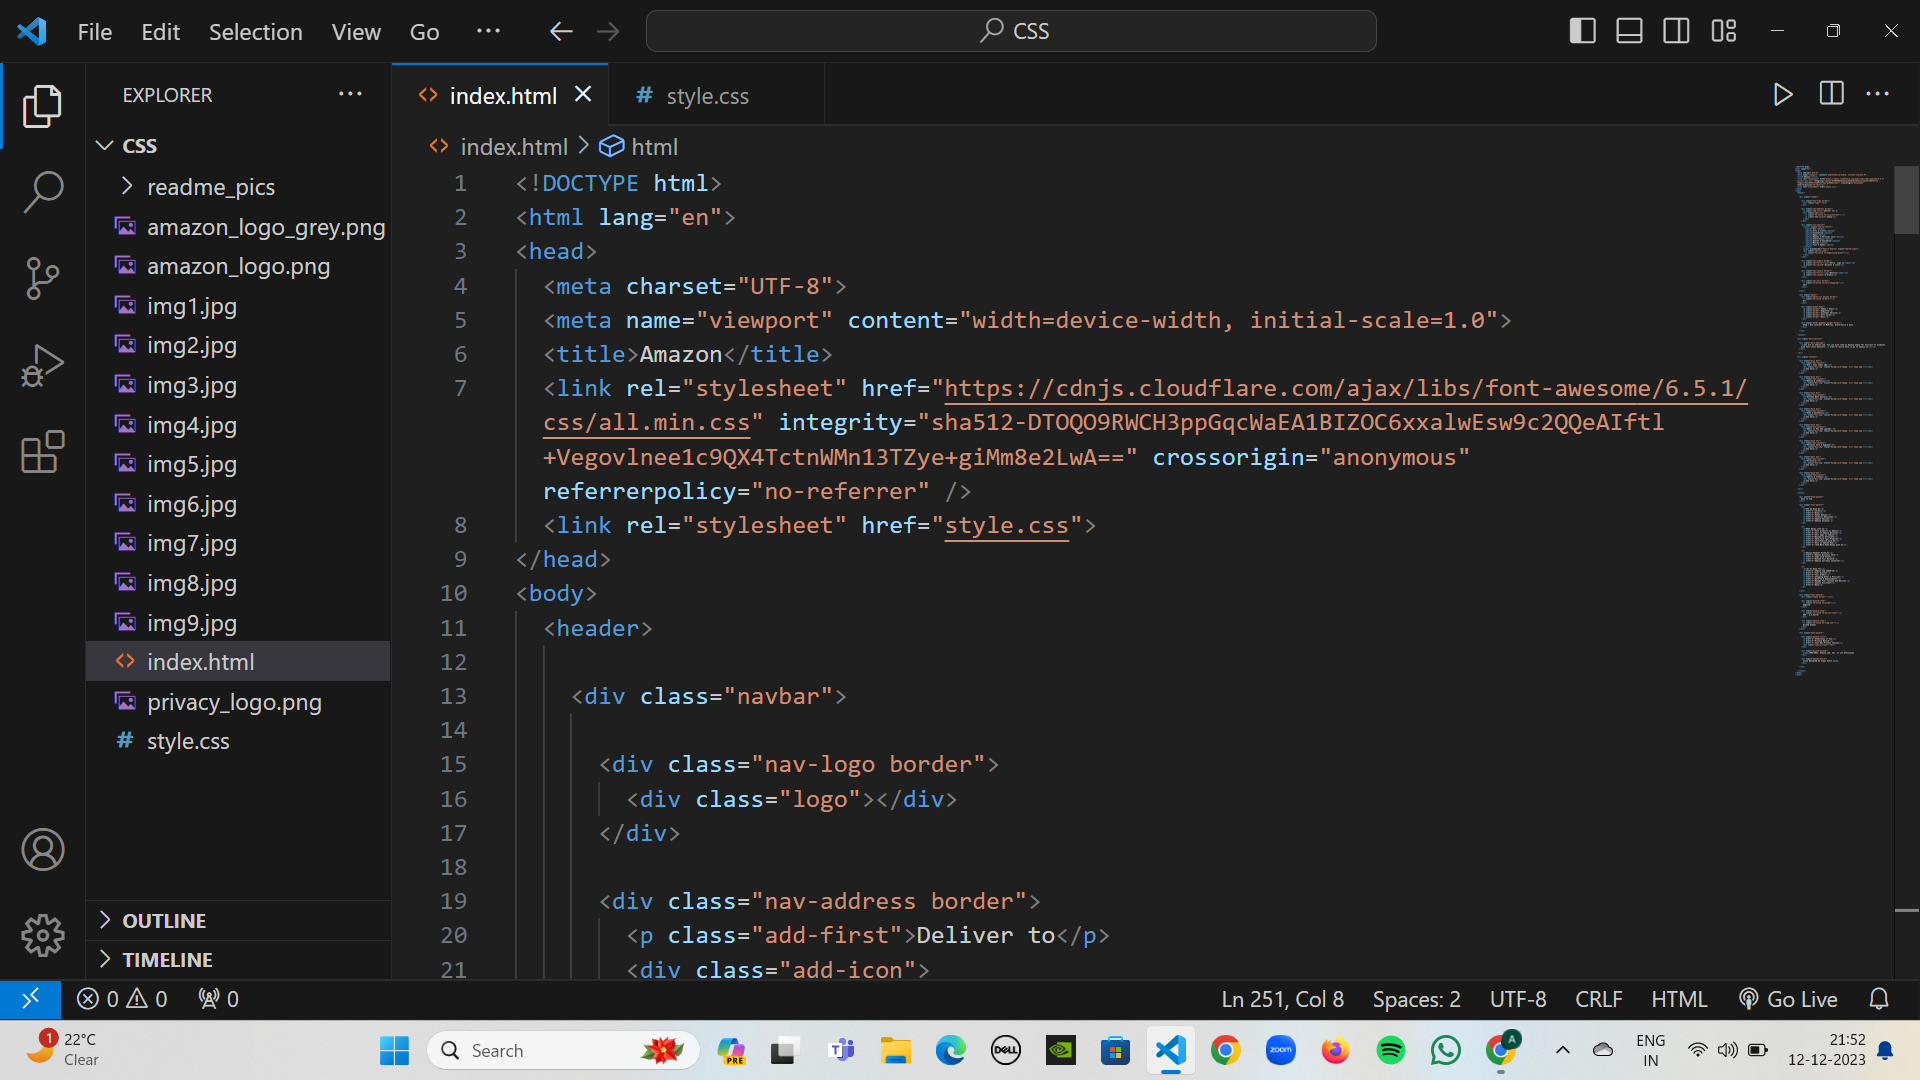 File Edit Selection View Go ··· CSS
EXPLORER ···
CSS
readme_pics
amazon_logo_grey.png
amazon_logo.png
img1.jpg
img2.jpg
img3.jpg
img4.jpg
img5.jpg
img6.jpg
img7.jpg
img8.jpg
img9.jpg
index.html
privacy_logo.png
style.css
OUTLINE
TIMELINE
index.html style.css
index.html > html
1 <!DOCTYPE html>
2 <html lang="en">
3 <head>
4 <meta charset="UTF-8">
5 <meta name="viewport" content="width=device-width, initial-scale=1.0">
6 <title>Amazon</title>
7 <link rel="stylesheet" href="https://cdnjs.cloudflare.com/ajax/libs/font-awesome/6.5.1/
css/all.min.css" integrity="sha512-DTOQO9RWCH3ppGqcWaEA1BIZOC6xxalwEsw9c2QQeAIftl
+Vegovlnee1c9QX4TctnWMn13TZye+giMm8e2LwA==" crossorigin="anonymous"
referrerpolicy="no-referrer" />
8 <link rel="stylesheet" href="style.css">
9 </head>
10 <body>
11 <header>
12
13 <div class="navbar">
14
15 <div class="nav-logo border">
16 <div class="logo"></div>
17 </div>
18
19 <div class="nav-address border">
20 <p class="add-first">Deliver to</p>
21 <div class="add-icon">
0 0 0 Ln 251, Col 8 Spaces: 2 UTF-8 CRLF HTML Go Live
1 22°C
Clear
Search
PRE
DELL
zoom
A
ENG
IN
21:52
12-12-2023